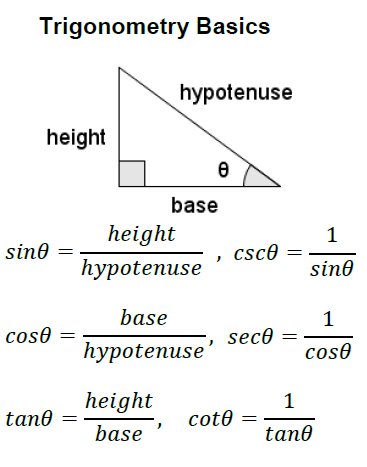 Trigonometry Basics
hypotenuse
height
θ
base
sinθ = height/hypotenuse , cscθ = 1/sinθ
cosθ = base/hypotenuse, secθ = 1/cosθ
tanθ = height/base, cotθ = 1/tanθ